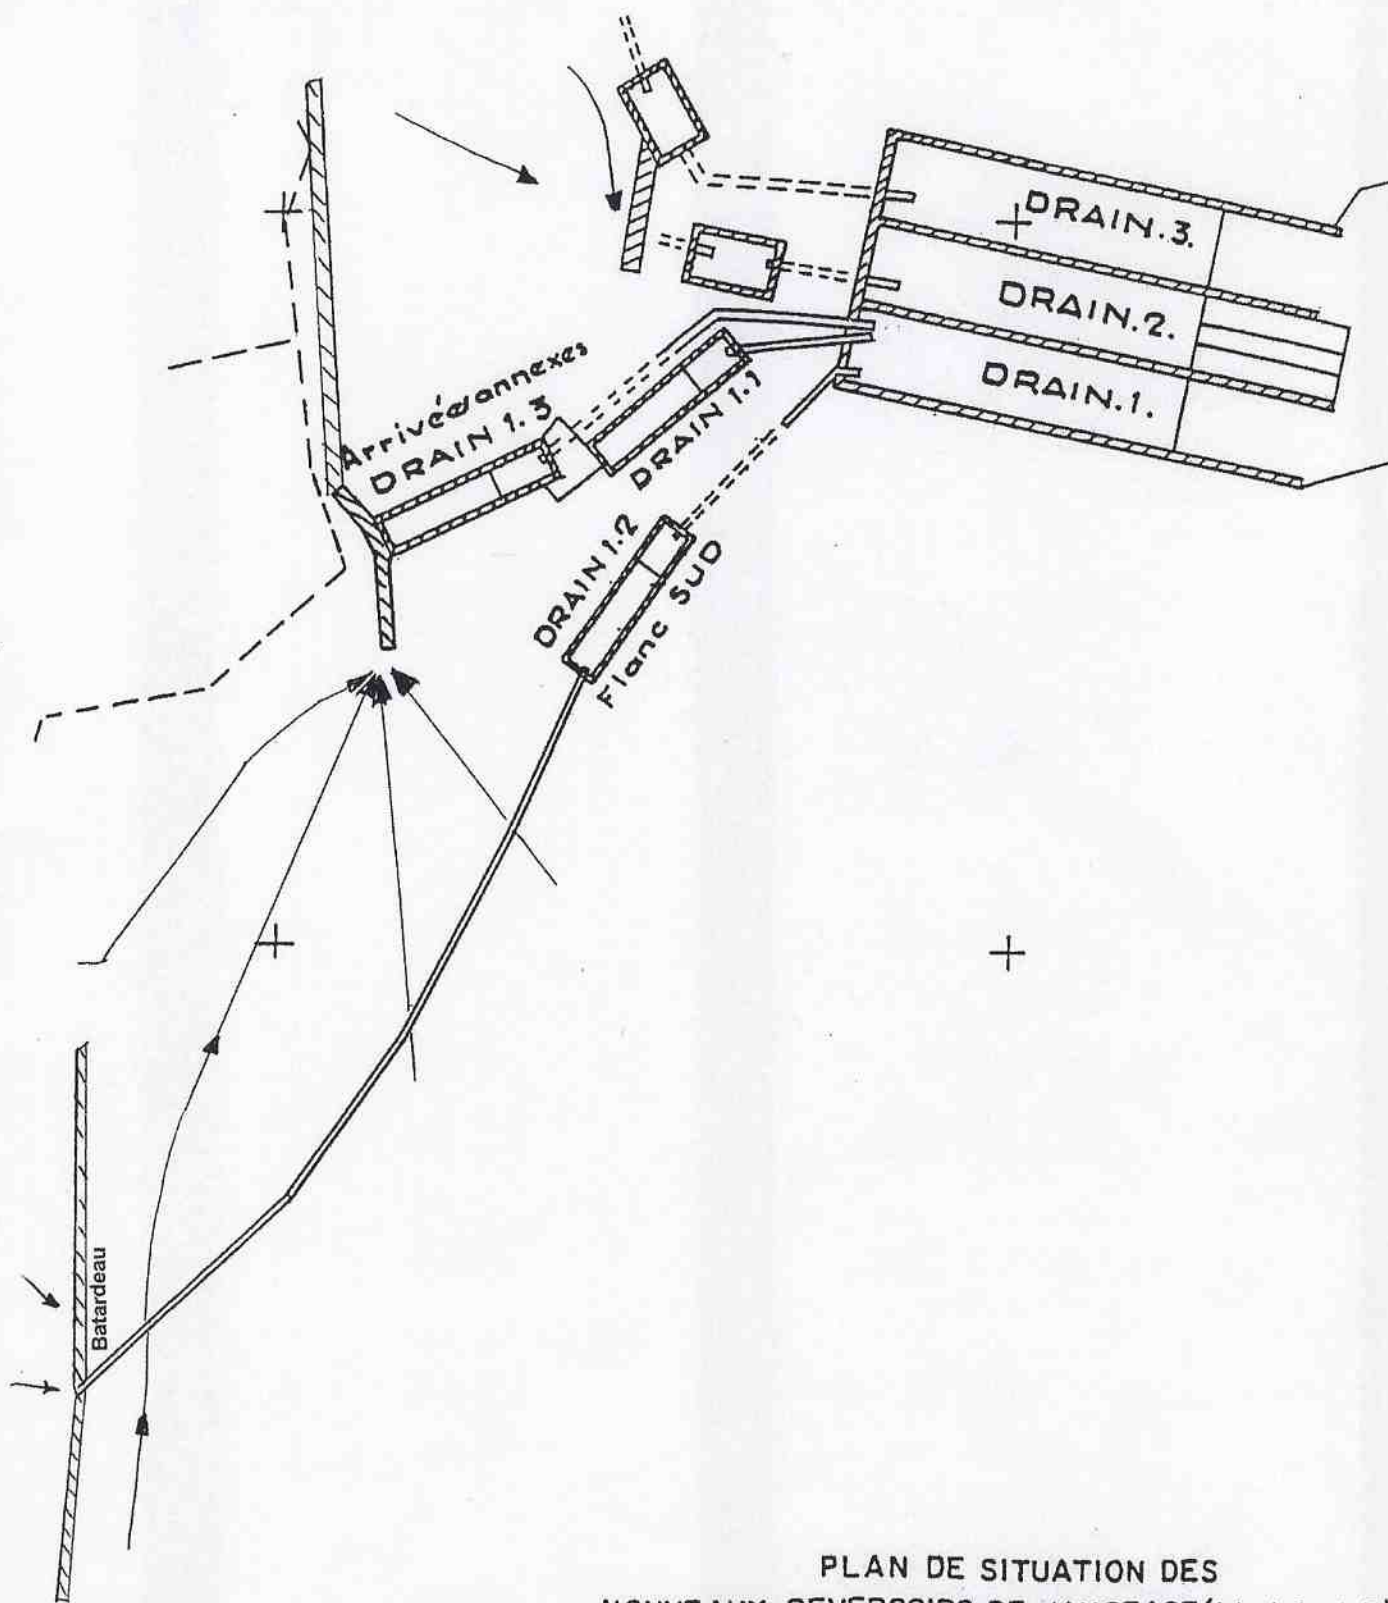 DRAIN.3.
DRAIN.2.
DRAIN.1.
Arrivées annexes
DRAIN 1.3
DRAIN 1.1
DRAIN 1.2
Flanc SUD
Batardeau
PLAN DE SITUATION DES